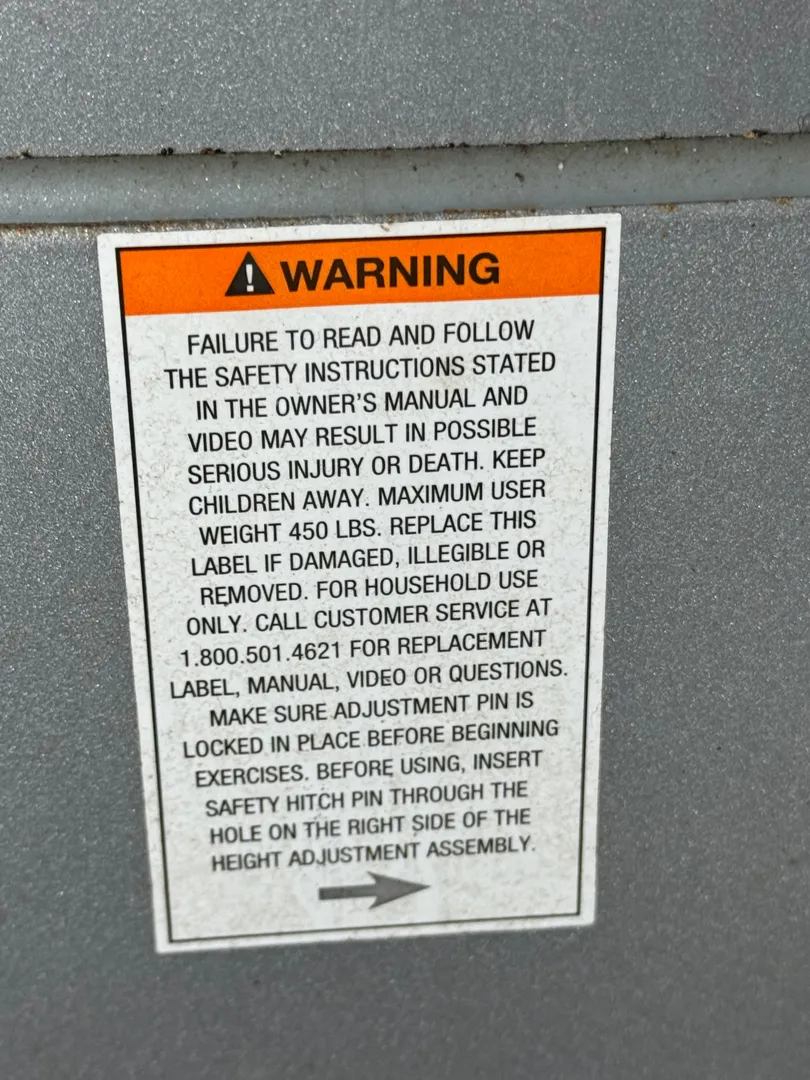 WARNING
FAILURE TO READ AND FOLLOW
THE SAFETY INSTRUCTIONS STATED
IN THE OWNER'S MANUAL AND
VIDEO MAY RESULT IN POSSIBLE
SERIOUS INJURY OR DEATH. KEEP
CHILDREN AWAY. MAXIMUM USER
WEIGHT 450 LBS. REPLACE THIS
LABEL IF DAMAGED, ILLEGIBLE OR
REMOVED. FOR HOUSEHOLD USE
ONLY. CALL CUSTOMER SERVICE AT
1.800.501.4621 FOR REPLACEMENT
LABEL, MANUAL, VIDEO OR QUESTIONS.
MAKE SURE ADJUSTMENT PIN IS
LOCKED IN PLACE BEFORE BEGINNING
EXERCISES. BEFORE USING, INSERT
SAFETY HITCH PIN THROUGH THE
HOLE ON THE RIGHT SIDE OF THE
HEIGHT ADJUSTMENT ASSEMBLY.